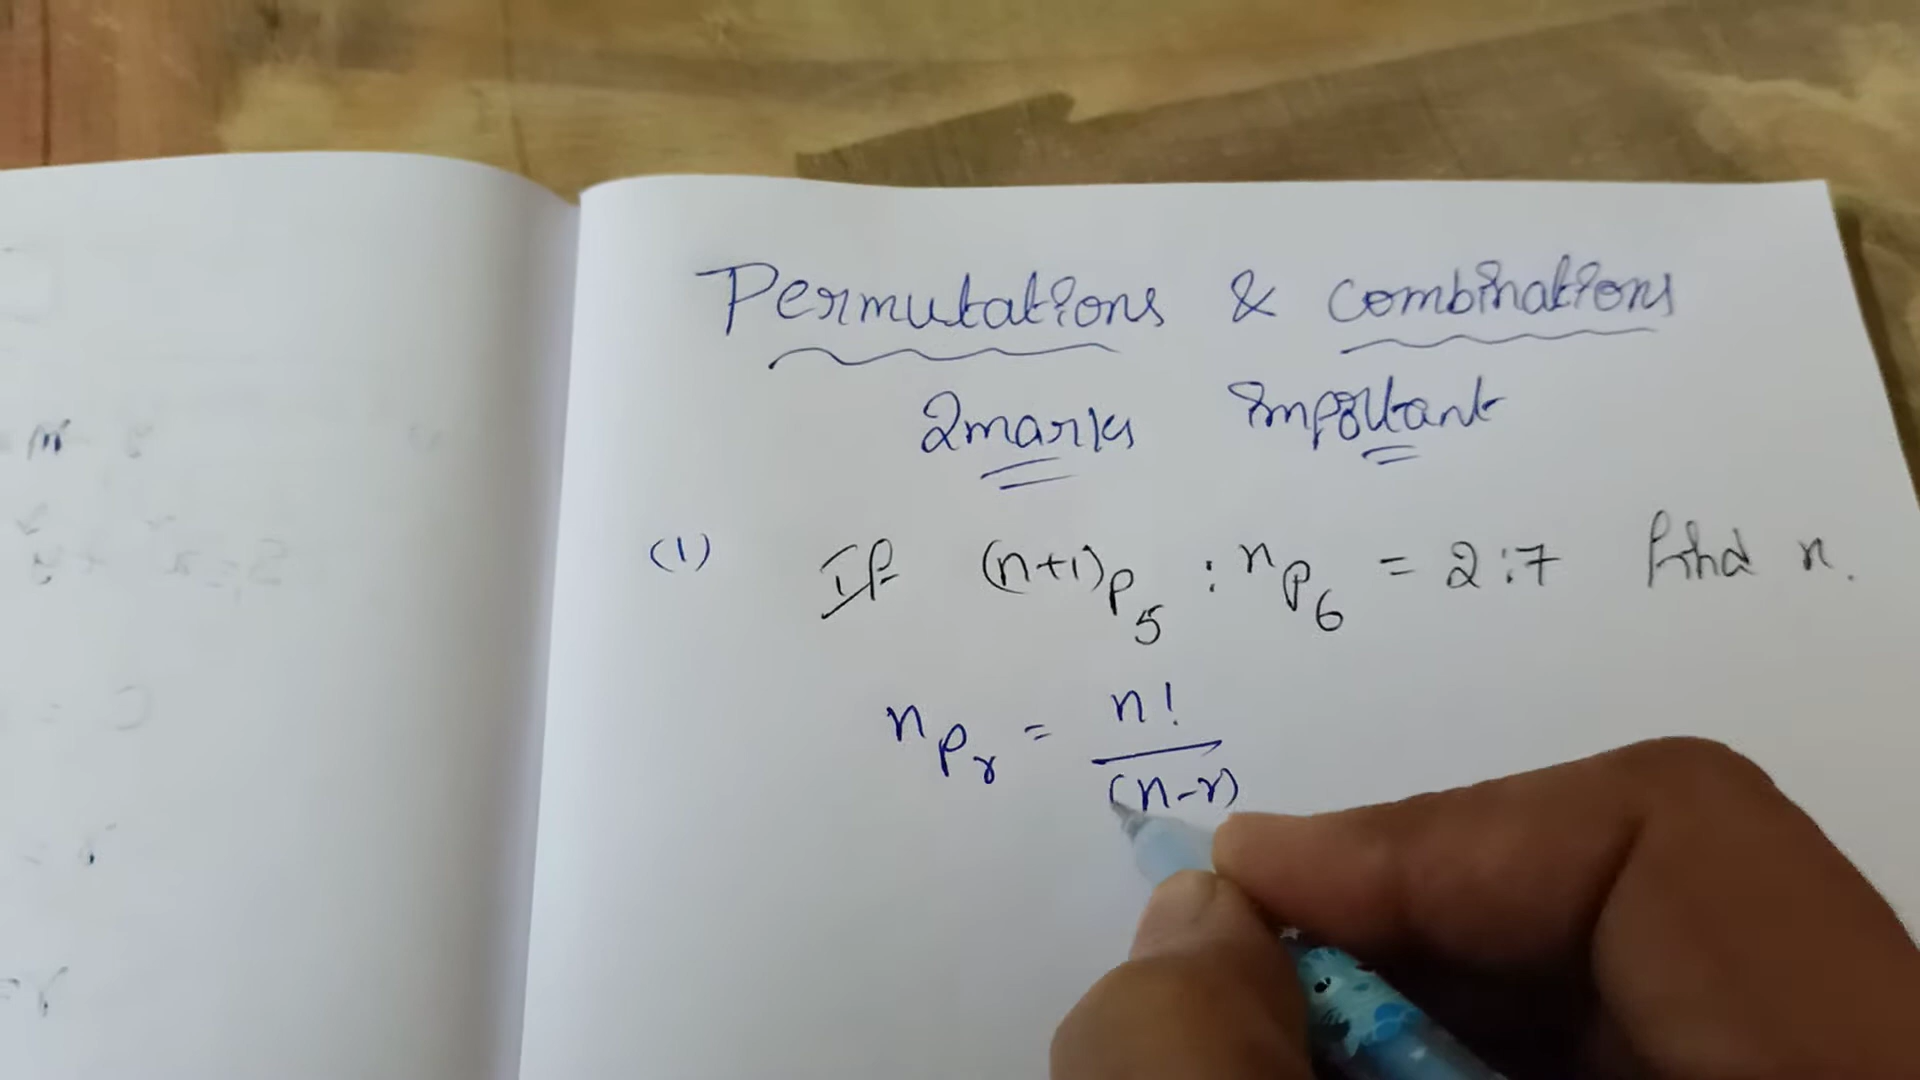 Permutations & combinations
2marks Important
(1) If (n+1)P₅ : nP₆ = 2:7 find n.
nPᵣ = n! / (n-r)